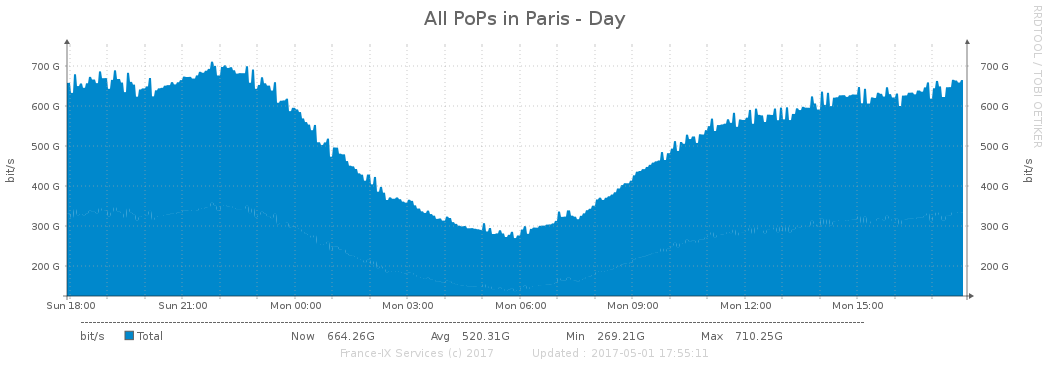 All PoPs in Paris - Day
RRDTOOL / TOBI OETIKER
700 G 700 G
600 G 600 G
500 G 500 G
400 G 400 G
300 G 300 G
200 G 200 G
bit/s bit/s
Sun 18:00 Sun 21:00 Mon 00:00 Mon 03:00 Mon 06:00 Mon 09:00 Mon 12:00 Mon 15:00
bit/s Total Now 664.26G Avg 520.31G Min 269.21G Max 710.25G
France-IX Services (c) 2017 Updated : 2017-05-01 17:55:11